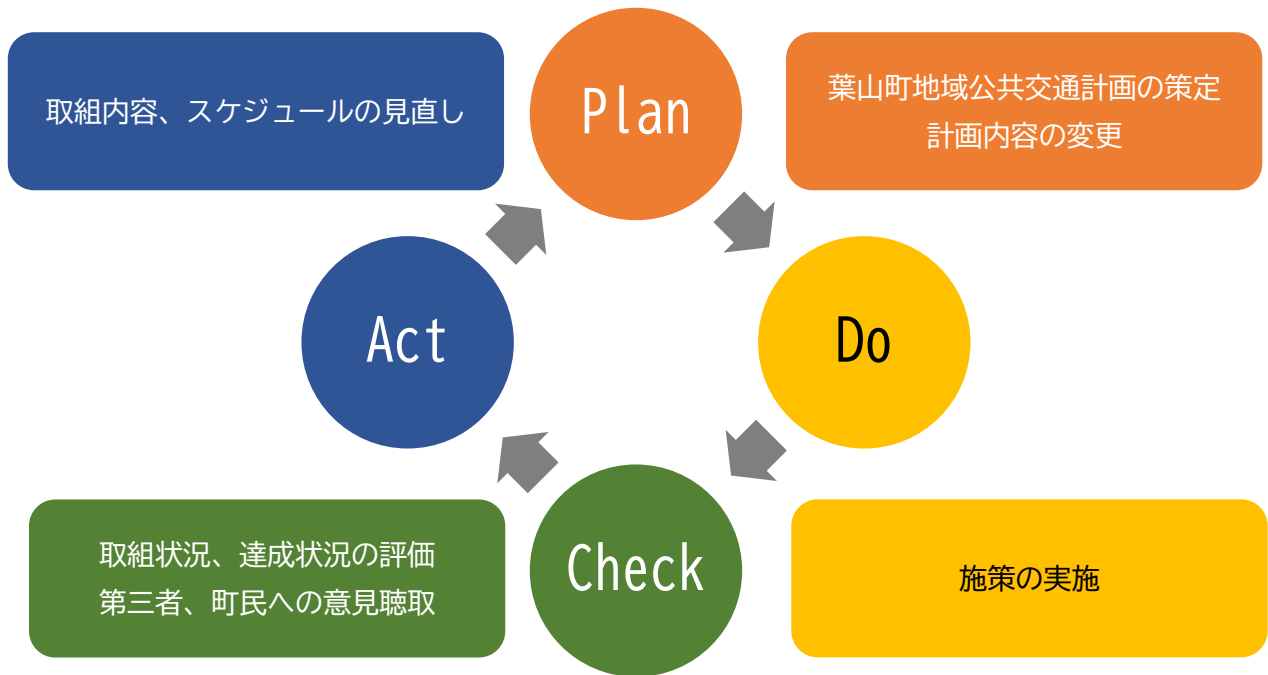 取組内容、スケジュールの見直し
Plan
葉山町地域公共交通計画の策定
計画内容の変更
Act
Do
取組状況、達成状況の評価
第三者、町民への意見聴取
Check
施策の実施